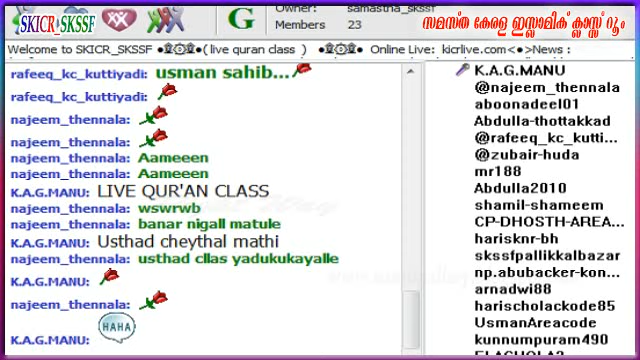 SKICR_SKSSF
G
Owner samastha_skssf
Members 23
സമസ്ത കേരള ഇസ്ലാമിക് ക്ലാസ്സ് റൂം
Welcome to SKICR_SKSSF ●۩۞۩●( live quran class ) ●۩۞۩● Online Live: kicrlive.com<●>News :
rafeeq_kc_kuttiyadi: usman sahib...
rafeeq_kc_kuttiyadi:
najeem_thennala:
najeem_thennala:
najeem_thennala: Aameeen
najeem_thennala: Aameeen
K.A.G.MANU: LIVE QUR'AN CLASS
najeem_thennala: wswrwb
najeem_thennala: banar nigall matule
K.A.G.MANU: Usthad cheythal mathi
najeem_thennala: usthad cllas yadukukayalle
K.A.G.MANU:
najeem_thennala:
K.A.G.MANU: HAHA
K.A.G.MANU
@najeem_thennala
aboonadeel01
Abdulla-thottakkad
@rafeeq_kc_kutti...
@zubair-huda
mr188
Abdulla2010
shamil-shameem
CP-DHOSTH-AREA...
harisknr-bh
skssfpallikkalbazar
np.abubacker-kon...
arnadwi88
harischolackode85
UsmanAreacode
kunnumpuram490